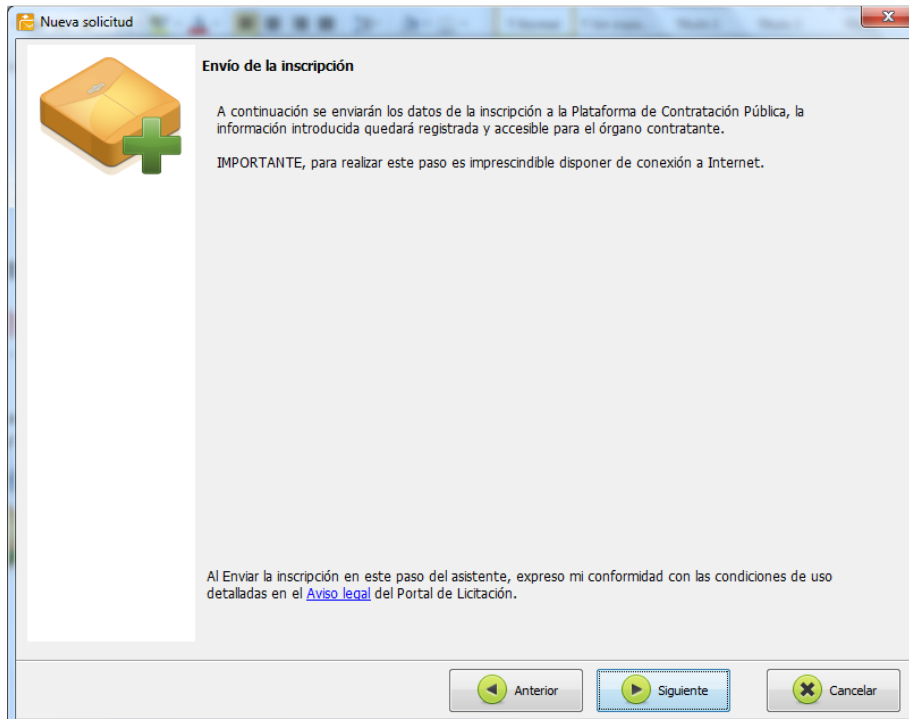 Nueva solicitud
Envío de la inscripción
A continuación se enviarán los datos de la inscripción a la Plataforma de Contratación Pública, la
información introducida quedará registrada y accesible para el órgano contratante.
IMPORTANTE, para realizar este paso es imprescindible disponer de conexión a Internet.
Al Enviar la inscripción en este paso del asistente, expreso mi conformidad con las condiciones de uso
detalladas en el Aviso legal del Portal de Licitación.
Anterior
Siguiente
Cancelar